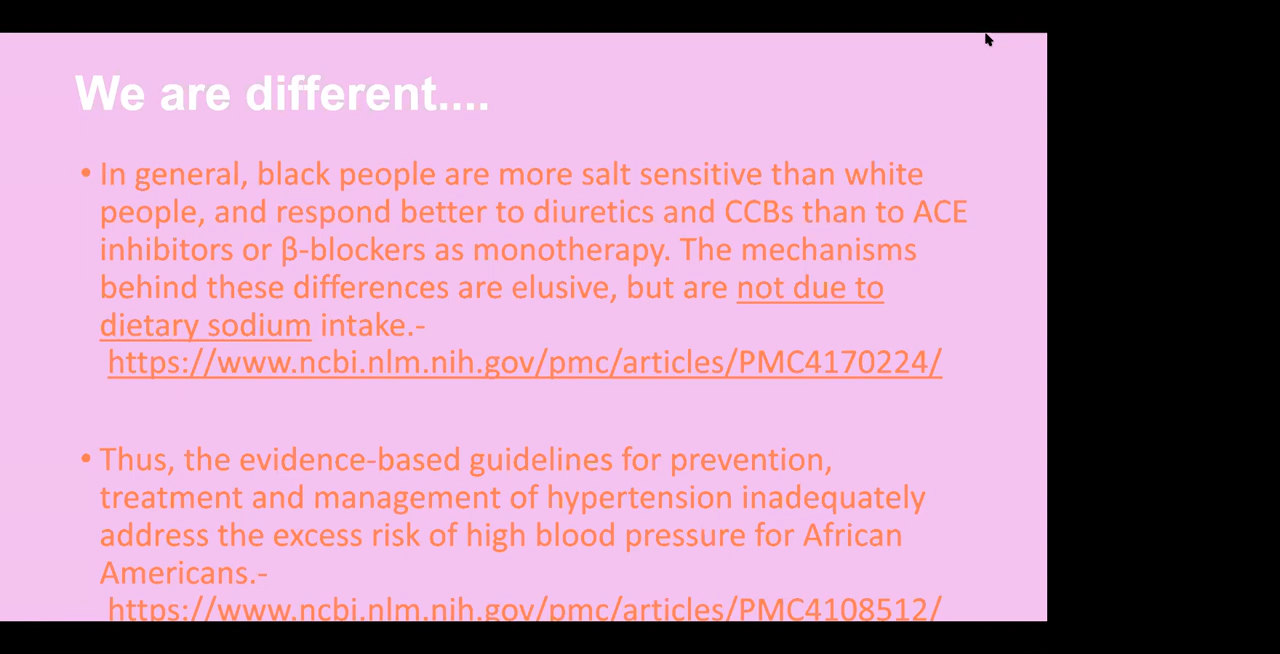 We are different....
• In general, black people are more salt sensitive than white
people, and respond better to diuretics and CCBs than to ACE
inhibitors or β-blockers as monotherapy. The mechanisms
behind these differences are elusive, but are not due to
dietary sodium intake.-
https://www.ncbi.nlm.nih.gov/pmc/articles/PMC4170224/
• Thus, the evidence-based guidelines for prevention,
treatment and management of hypertension inadequately
address the excess risk of high blood pressure for African
Americans.-
https://www.ncbi.nlm.nih.gov/pmc/articles/PMC4108512/